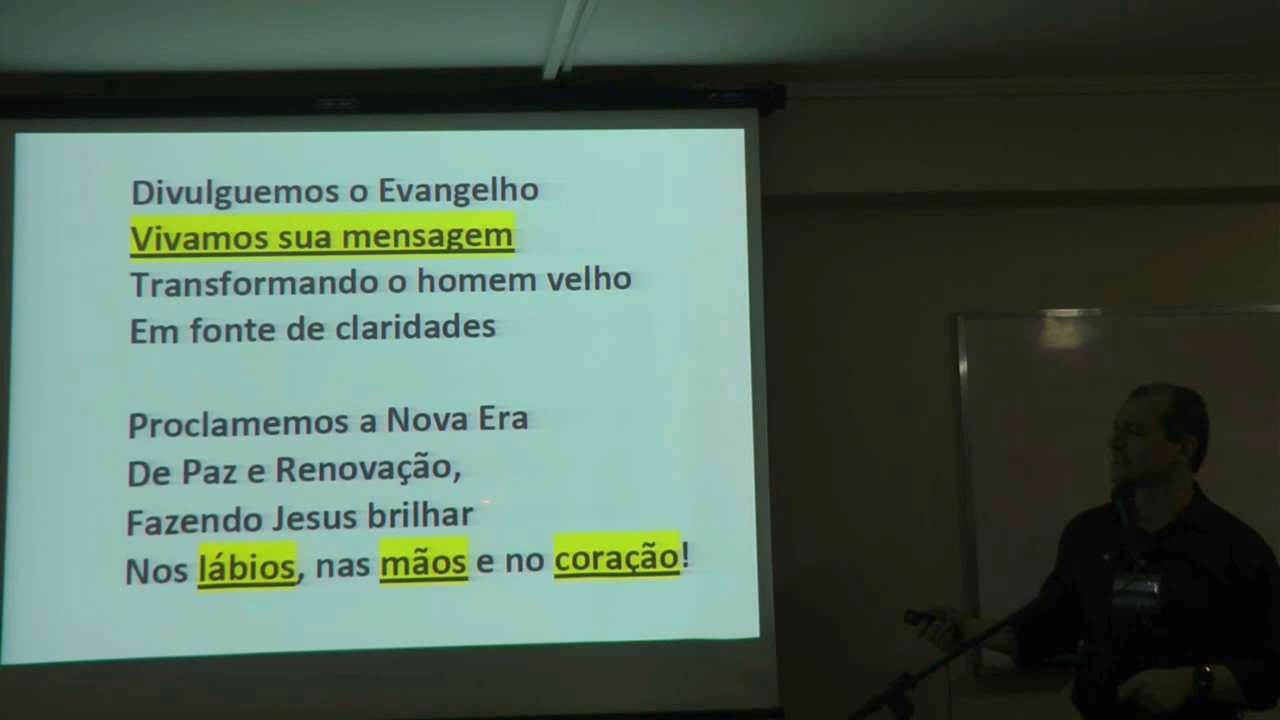 Divulguemos o Evangelho
Vivamos sua mensagem
Transformando o homem velho
Em fonte de claridades
Proclamemos a Nova Era
De Paz e Renovação,
Fazendo Jesus brilhar
Nos lábios, nas mãos e no coração!